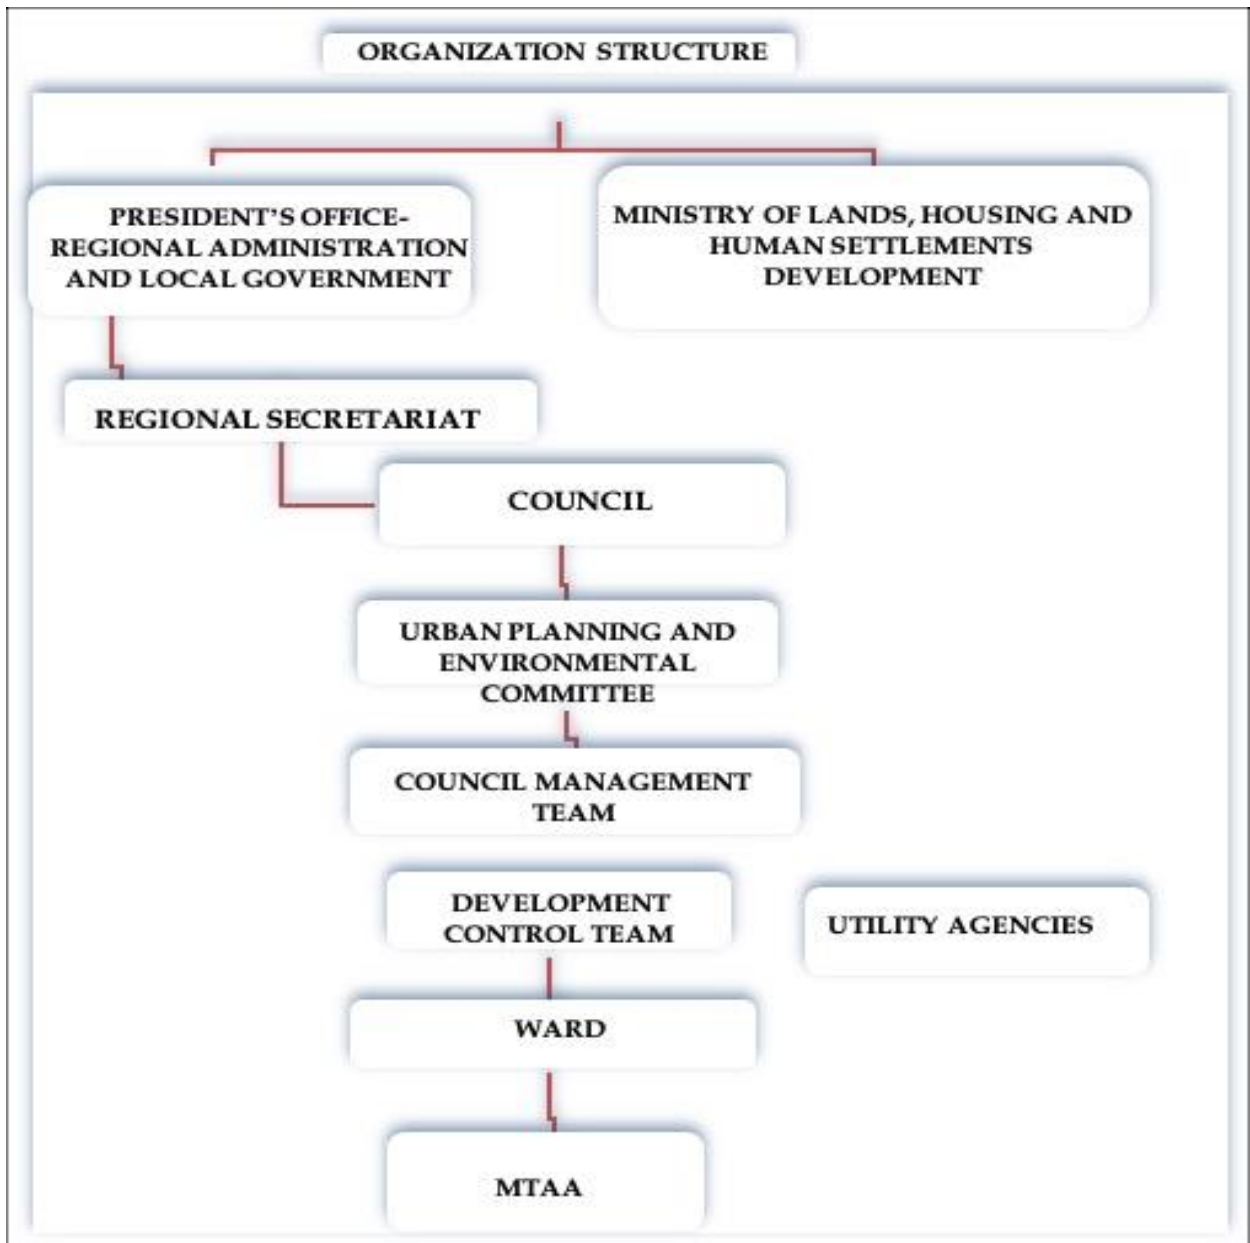 ORGANIZATION STRUCTURE
PRESIDENT'S OFFICE-
REGIONAL ADMINISTRATION
AND LOCAL GOVERNMENT
MINISTRY OF LANDS, HOUSING AND
HUMAN SETTLEMENTS
DEVELOPMENT
REGIONAL SECRETARIAT
COUNCIL
URBAN PLANNING AND
ENVIRONMENTAL
COMMITTEE
COUNCIL MANAGEMENT
TEAM
DEVELOPMENT
CONTROL TEAM
UTILITY AGENCIES
WARD
MTAA